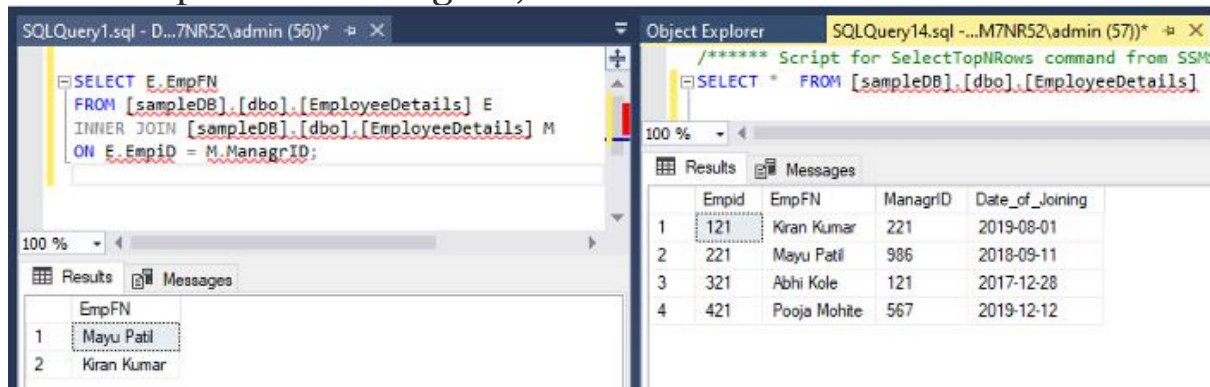 SQLQuery1.sql - D...7NR52\admin (56))*
SELECT E.EmpFN
FROM [sampleDB].[dbo].[EmployeeDetails] E
INNER JOIN [sampleDB].[dbo].[EmployeeDetails] M
ON E.EmpiD = M.ManagrID;
100 %
Results Messages
EmpFN
1 Mayu Patil
2 Kiran Kumar
Object Explorer SQLQuery14.sql -...M7NR52\admin (57))*
/****** Script for SelectTopNRows command from SSMS
SELECT * FROM [sampleDB].[dbo].[EmployeeDetails]
100 %
Results Messages
Empid EmpFN ManagrID Date_of_Joining
1 121 Kiran Kumar 221 2019-08-01
2 221 Mayu Patil 986 2018-09-11
3 321 Abhi Kole 121 2017-12-28
4 421 Pooja Mohite 567 2019-12-12